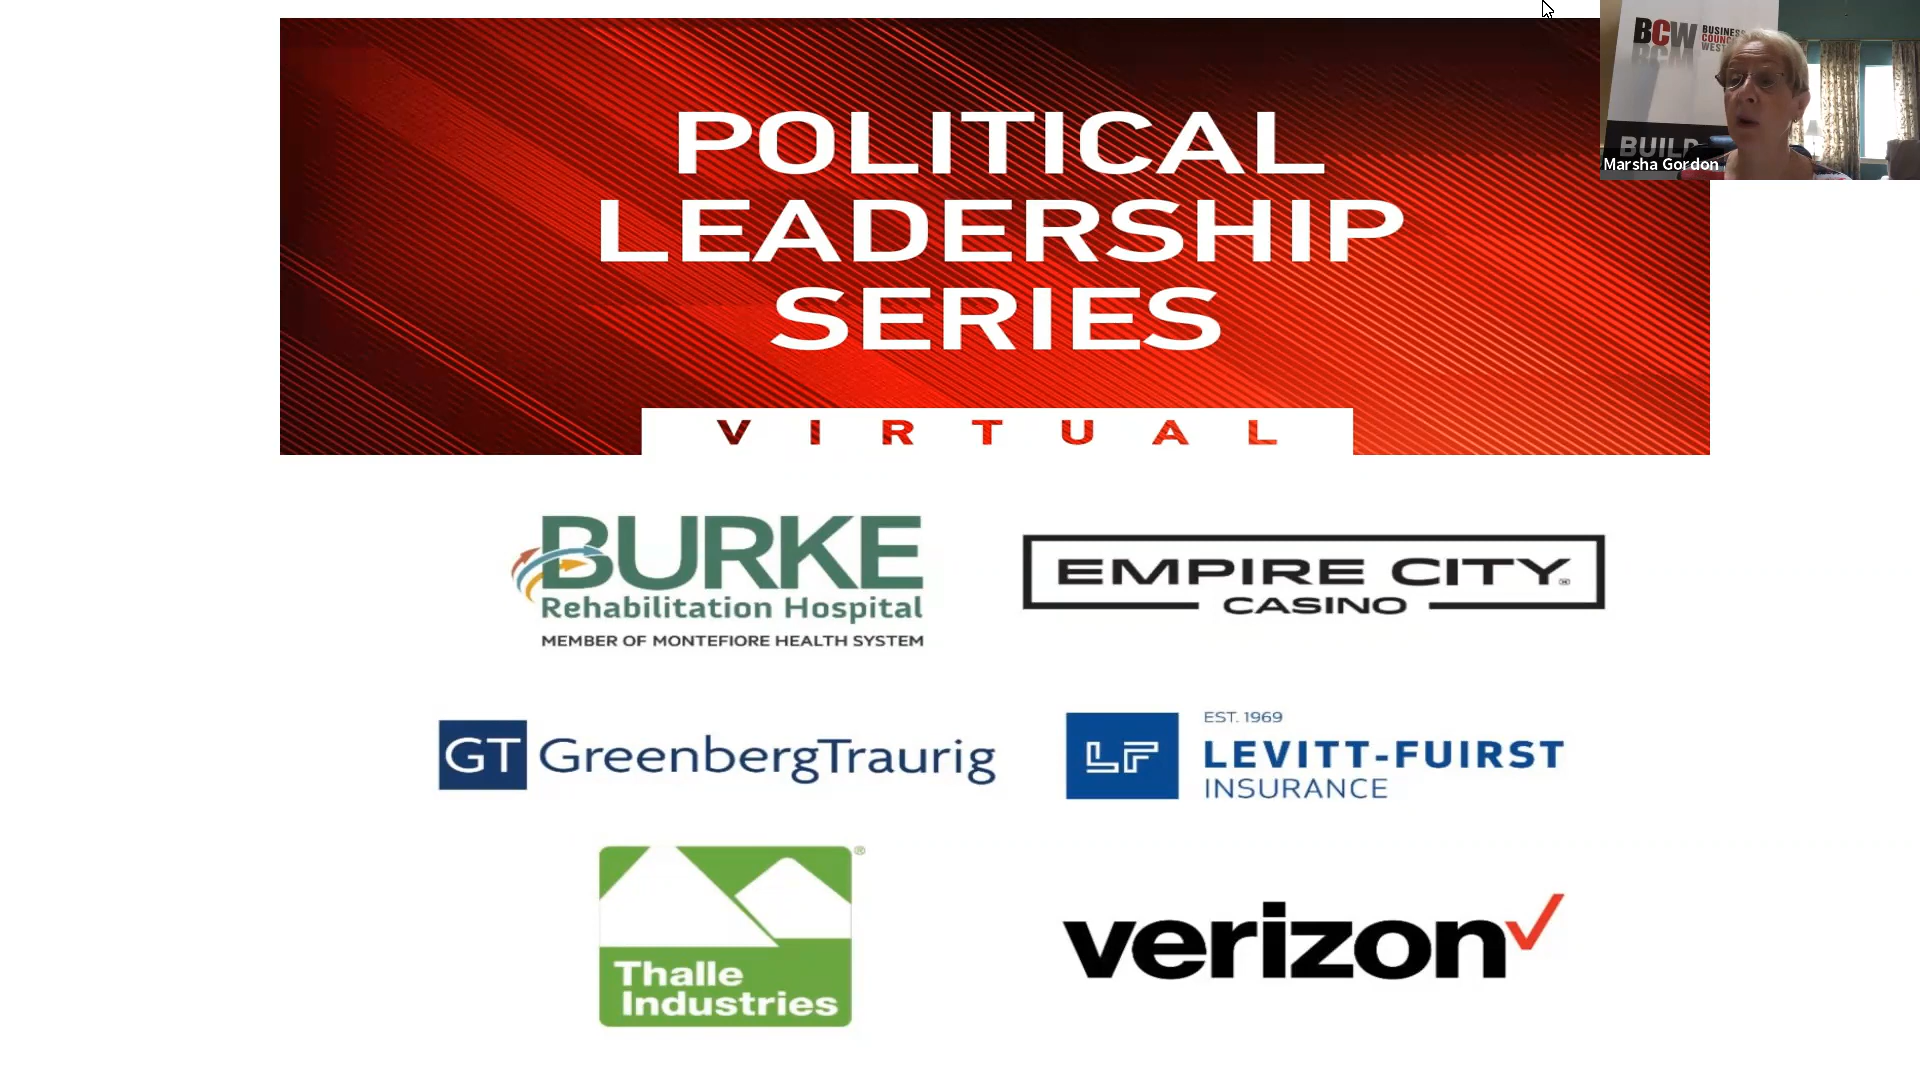 POLITICAL
LEADERSHIP
SERIES
VIRTUAL
BCW BUSINESS
BUILD
Marsha Gordon
BURKE
Rehabilitation Hospital
MEMBER OF MONTEFIORE HEALTH SYSTEM
EMPIRE CITY®
CASINO
GT GreenbergTraurig
EST. 1969
LF LEVITT-FUIRST
INSURANCE
Thalle ®
Industries
verizon